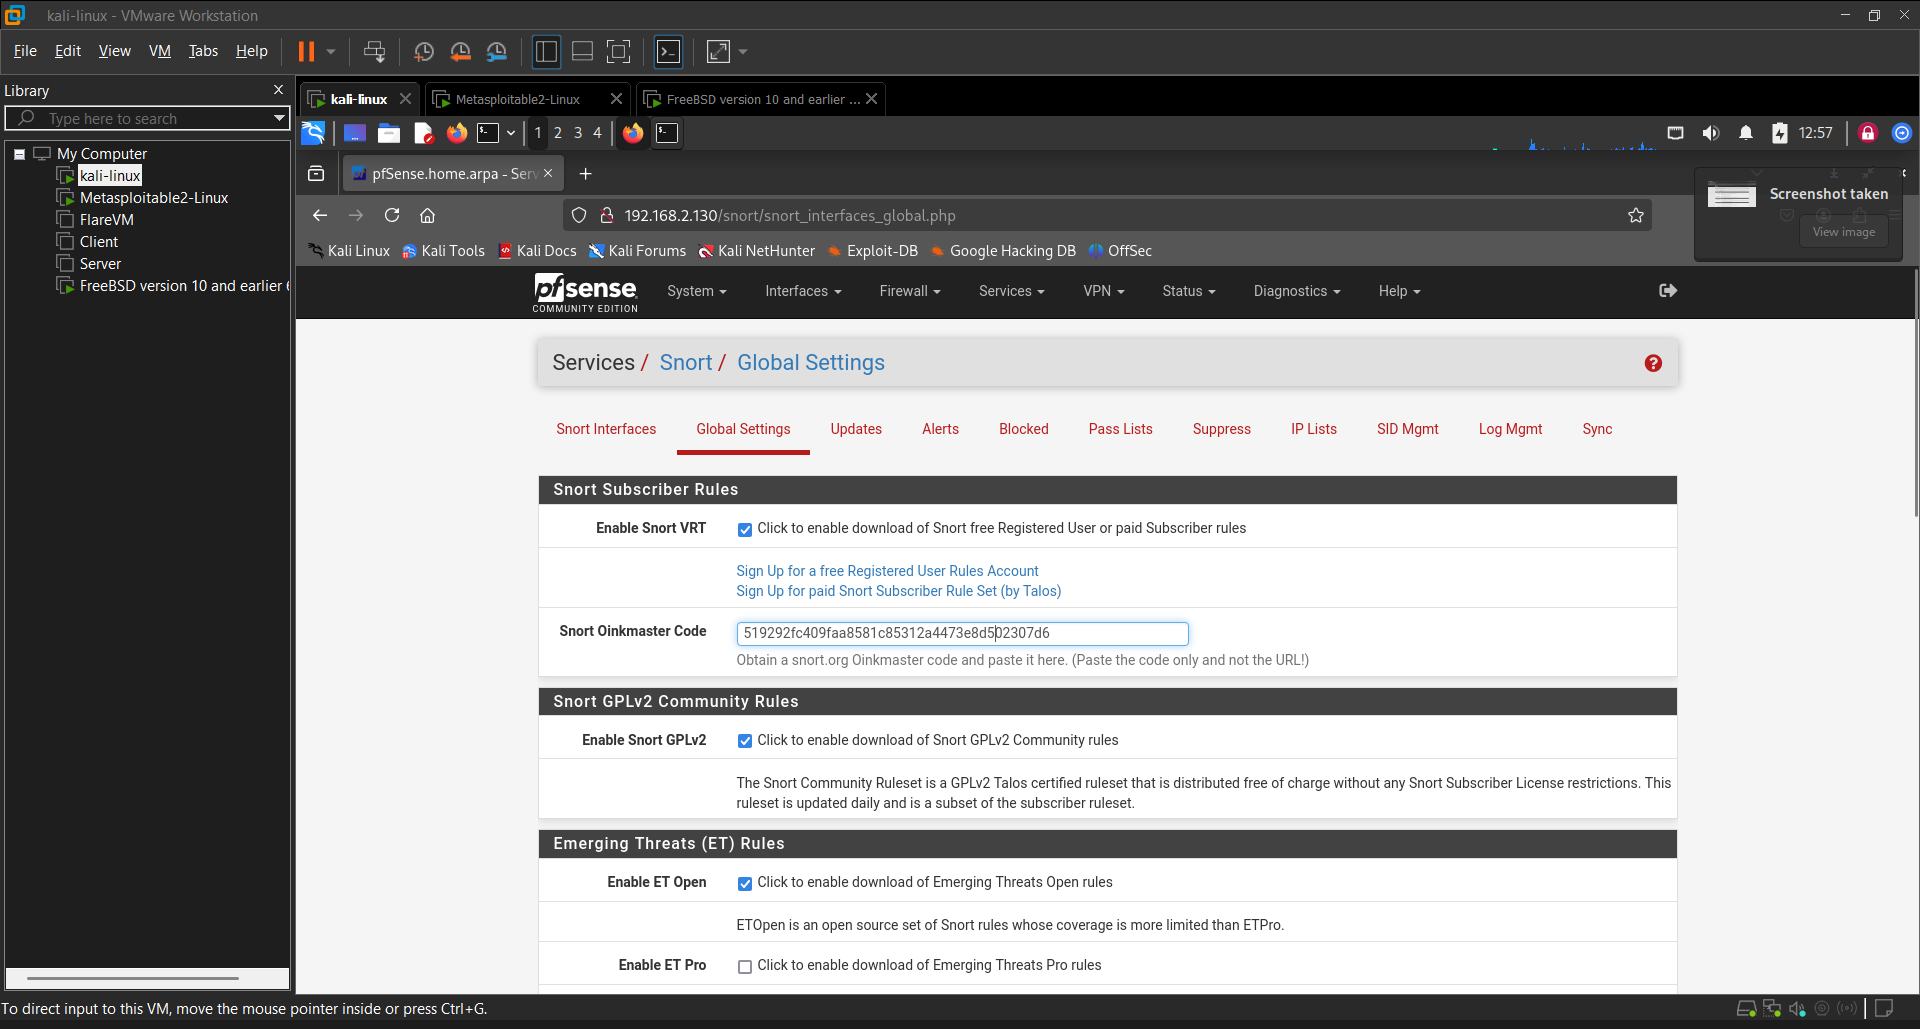 kali-linux - VMware Workstation
File Edit View VM Tabs Help
Library
Type here to search
My Computer
kali-linux
Metasploitable2-Linux
FlareVM
Client
Server
FreeBSD version 10 and earlier 6
kali-linux Metasploitable2-Linux FreeBSD version 10 and earlier ...
1 2 3 4 12:57
pfSense.home.arpa - Serv
Screenshot taken
View image
192.168.2.130/snort/snort_interfaces_global.php
Kali Linux Kali Tools Kali Docs Kali Forums Kali NetHunter Exploit-DB Google Hacking DB OffSec
pfsense
COMMUNITY EDITION
System Interfaces Firewall Services VPN Status Diagnostics Help
Services / Snort / Global Settings
Snort Interfaces Global Settings Updates Alerts Blocked Pass Lists Suppress IP Lists SID Mgmt Log Mgmt Sync
Snort Subscriber Rules
Enable Snort VRT Click to enable download of Snort free Registered User or paid Subscriber rules
Sign Up for a free Registered User Rules Account
Sign Up for paid Snort Subscriber Rule Set (by Talos)
Snort Oinkmaster Code 519292fc409faa8581c85312a4473e8d502307d6
Obtain a snort.org Oinkmaster code and paste it here. (Paste the code only and not the URL!)
Snort GPLv2 Community Rules
Enable Snort GPLv2 Click to enable download of Snort GPLv2 Community rules
The Snort Community Ruleset is a GPLv2 Talos certified ruleset that is distributed free of charge without any Snort Subscriber License restrictions. This
ruleset is updated daily and is a subset of the subscriber ruleset.
Emerging Threats (ET) Rules
Enable ET Open Click to enable download of Emerging Threats Open rules
ETOpen is an open source set of Snort rules whose coverage is more limited than ETPro.
Enable ET Pro Click to enable download of Emerging Threats Pro rules
To direct input to this VM, move the mouse pointer inside or press Ctrl+G.